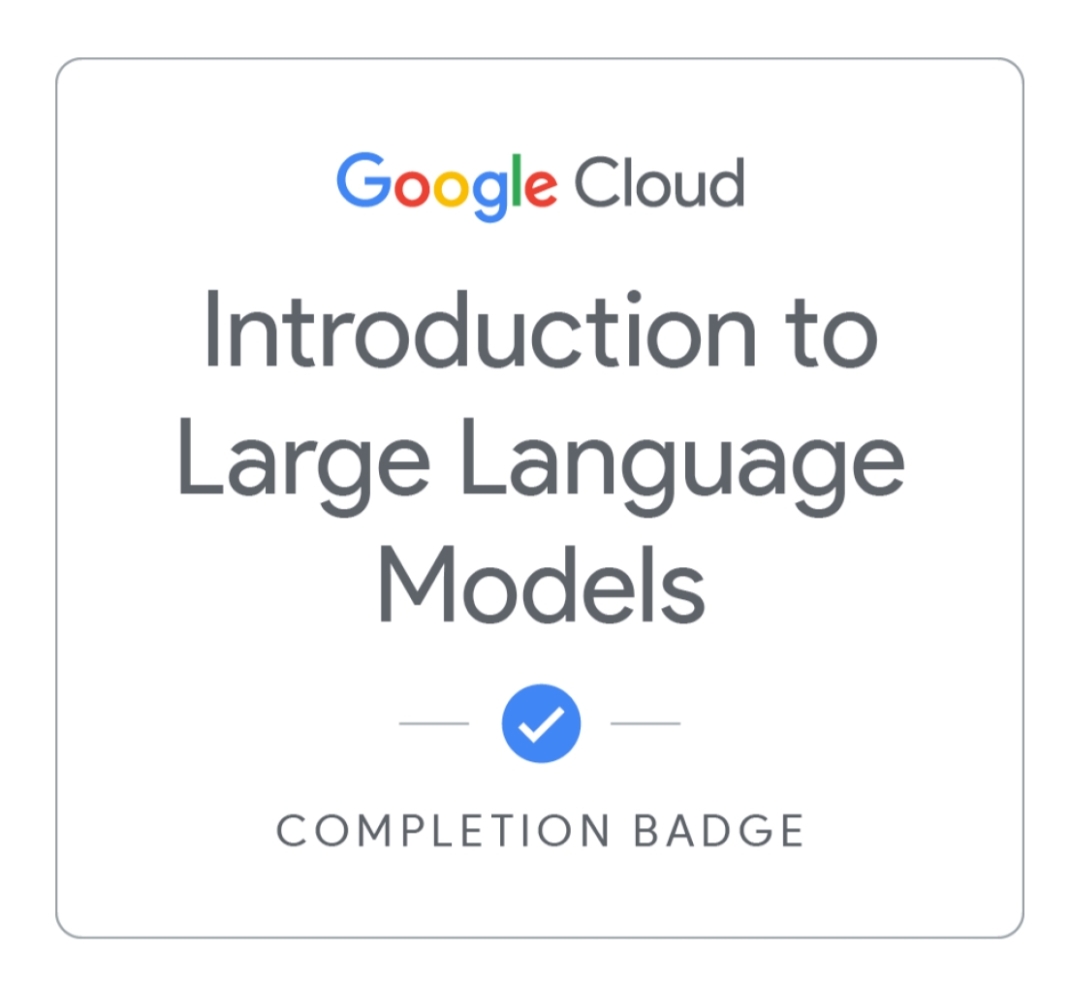 Google Cloud
Introduction to
Large Language
Models
COMPLETION BADGE